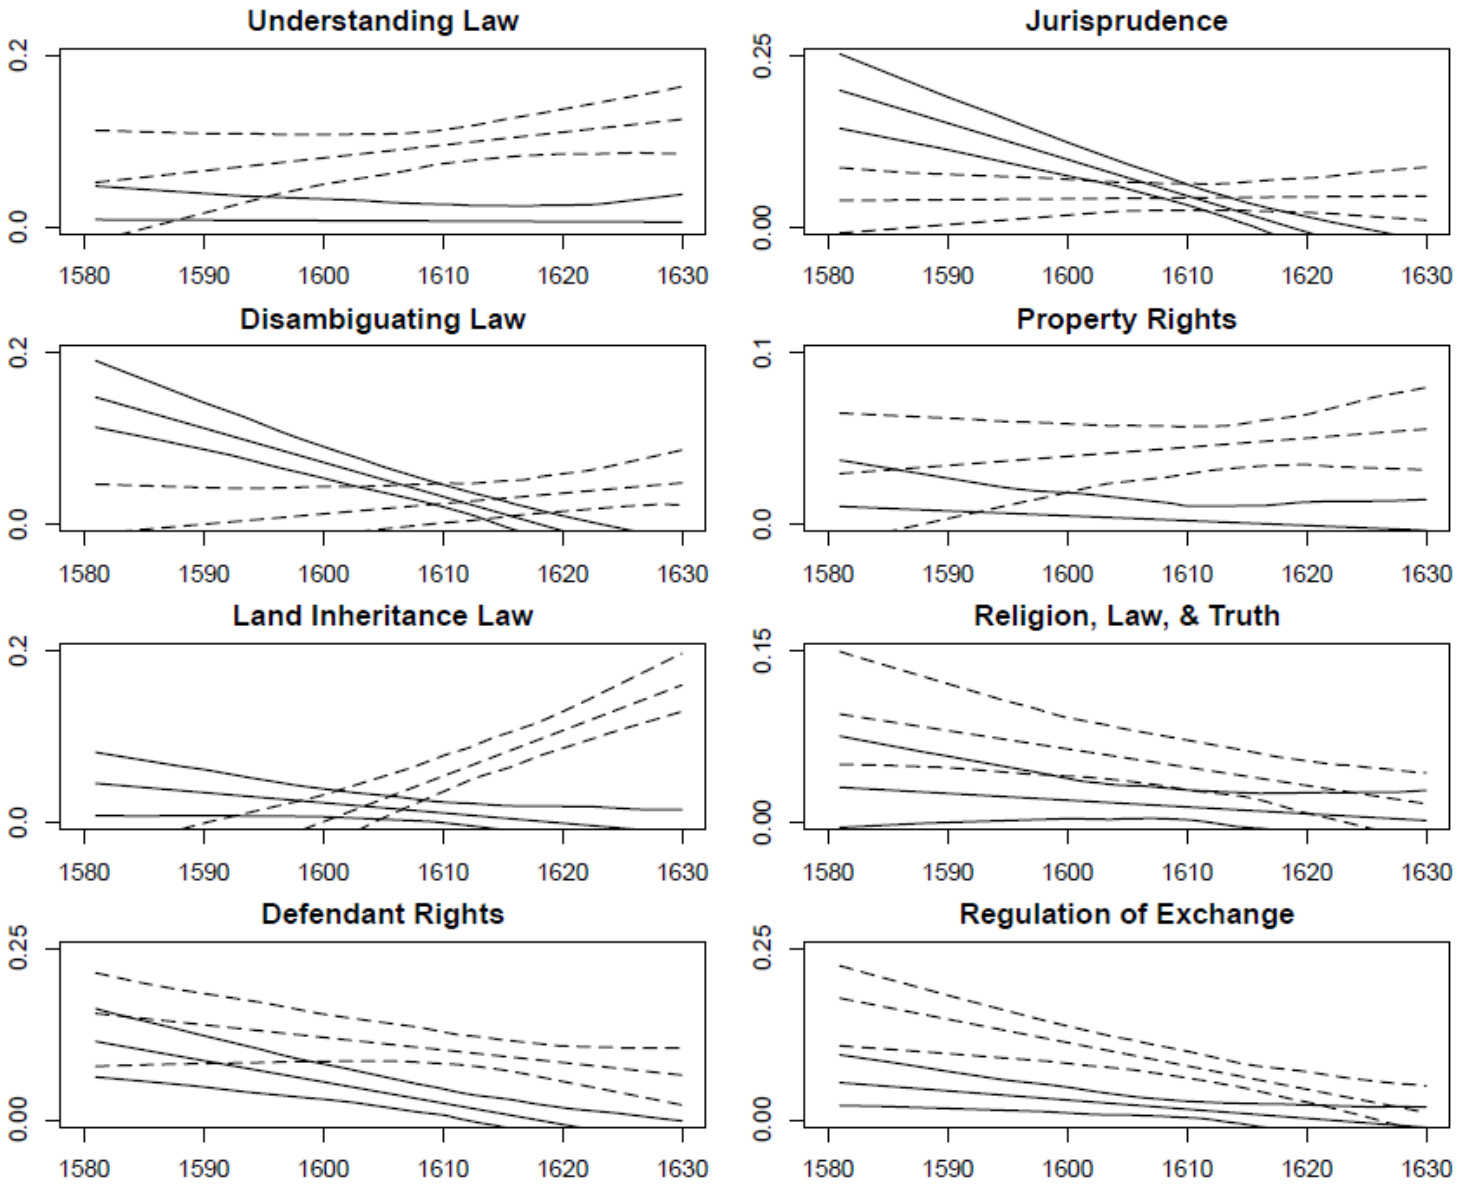 Understanding Law
0.2
0.0
1580 1590 1600 1610 1620 1630
Jurisprudence
0.25
0.00
1580 1590 1600 1610 1620 1630
Disambiguating Law
0.2
0.0
1580 1590 1600 1610 1620 1630
Property Rights
0.1
0.0
1580 1590 1600 1610 1620 1630
Land Inheritance Law
0.2
0.0
1580 1590 1600 1610 1620 1630
Religion, Law, & Truth
0.15
0.00
1580 1590 1600 1610 1620 1630
Defendant Rights
0.25
0.00
1580 1590 1600 1610 1620 1630
Regulation of Exchange
0.25
0.00
1580 1590 1600 1610 1620 1630